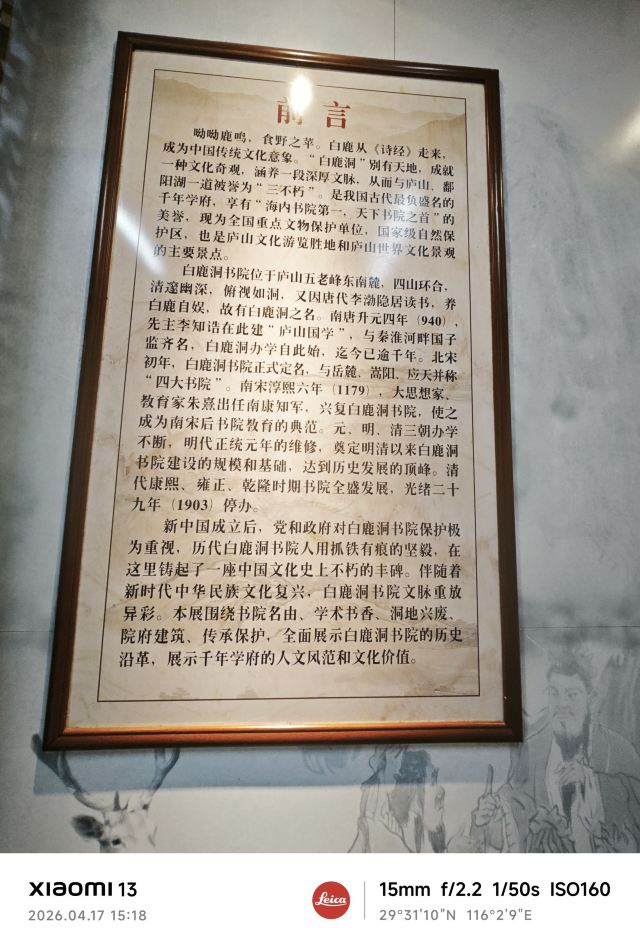 前言
呦呦鹿鸣，食野之苹。白鹿从《诗经》走来，
成为中国传统文化意象。“白鹿洞”别有天地，成就
一种文化奇观，涵养一段深厚文脉，从而与庐山、鄱
阳湖一道被誉为“三不朽”。是我国古代最负盛名的
千年学府，享有“海内书院第一，天下书院之首”的
美誉，现为全国重点文物保护单位，国家级自然保
护区，也是庐山文化游览胜地和庐山世界文化景观
的主要景点。
白鹿洞书院位于庐山五老峰东南麓，四山环合，
清邃幽深，俯视如洞，又因唐代李渤隐居读书，养
白鹿自娱，故有白鹿洞之名。南唐升元四年（940），
先主李知诰在此建“庐山国学”，与秦淮河畔国子
监齐名，白鹿洞办学自此始，迄今已逾千年。北宋
初年，白鹿洞书院正式定名，与岳麓、嵩阳、应天并称
“四大书院”。南宋淳熙六年（1179），大思想家、
教育家朱熹出任南康知军，兴复白鹿洞书院，使之
成为南宋后书院教育的典范。元、明、清三朝办学
不断，明代正统元年的维修，奠定明清以来白鹿洞
书院建设的规模和基础，达到历史发展的顶峰。清
代康熙、雍正、乾隆时期书院全盛发展，光绪二十
九年（1903）停办。
新中国成立后，党和政府对白鹿洞书院保护极
为重视，历代白鹿洞书院人用抓铁有痕的坚毅，在
这里铸起了一座中国文化史上不朽的丰碑。伴随着
新时代中华民族文化复兴，白鹿洞书院文脉重放
异彩。本展围绕书院名由、学术书香、洞地兴废、
院府建筑、传承保护，全面展示白鹿洞书院的历史
沿革，展示千年学府的人文风范和文化价值。
xiaomi 13
2026.04.17 15:18
Leica
15mm f/2.2 1/50s ISO160
29°31'10"N 116°2'9"E